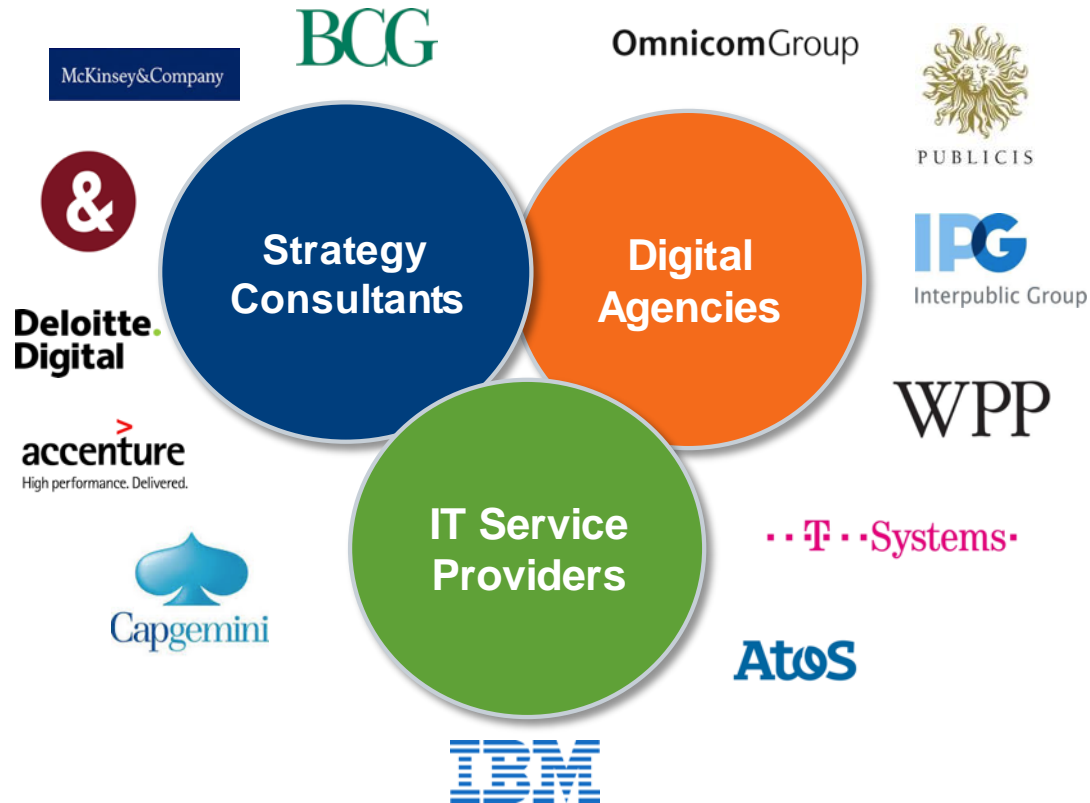 BCG
OmnicomGroup
McKinsey&Company
PUBLICIS
&
Strategy
Consultants
Digital
Agencies
IPG
Interpublic Group
Deloitte.
Digital
WPP
>
accenture
High performance. Delivered.
IT Service
Providers
··T··Systems·
Capgemini
Atos
IBM